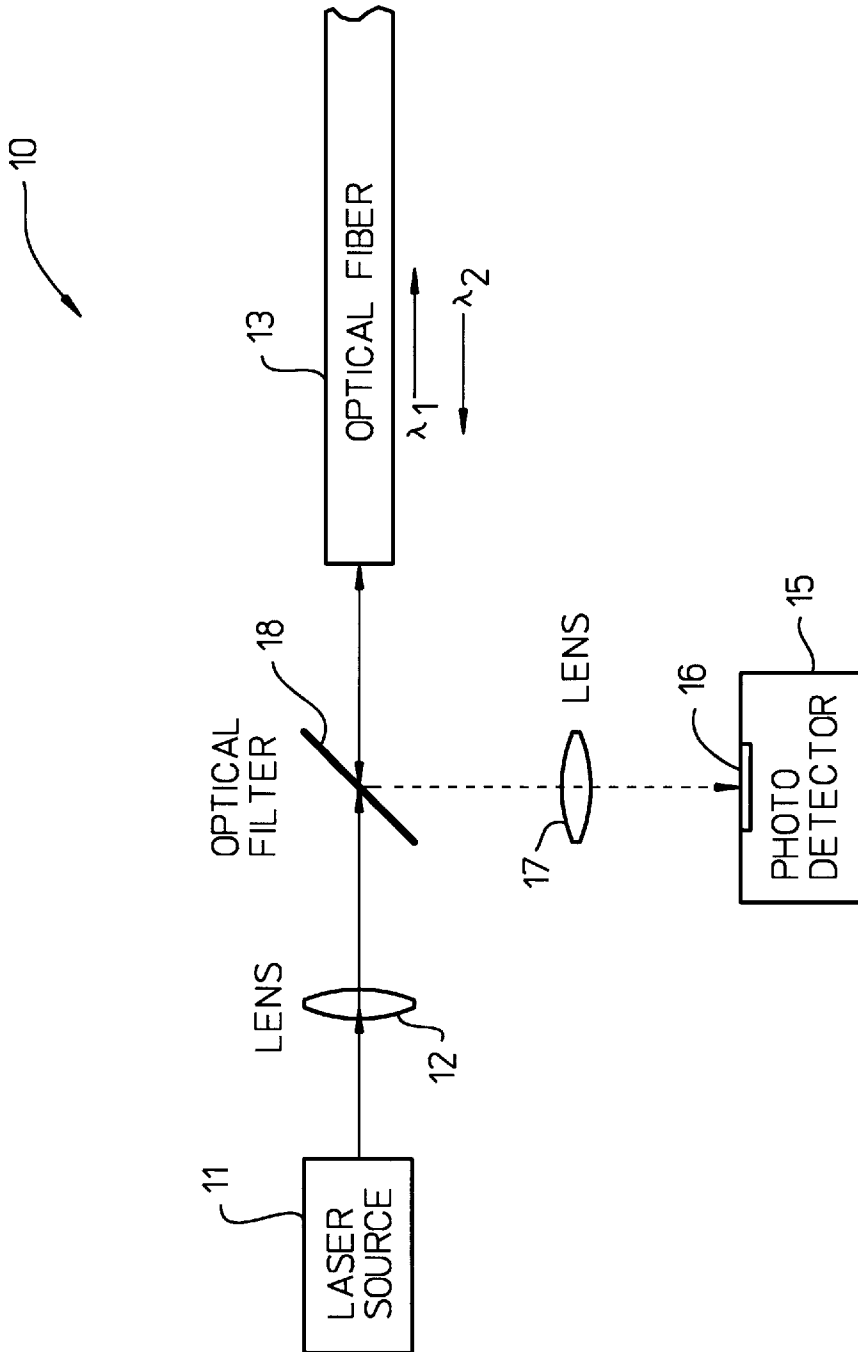 10
13
OPTICAL FIBER
λ1
λ2
OPTICAL
FILTER
18
LENS
12
11
LASER
SOURCE
LENS
17
16
15
PHOTO
DETECTOR